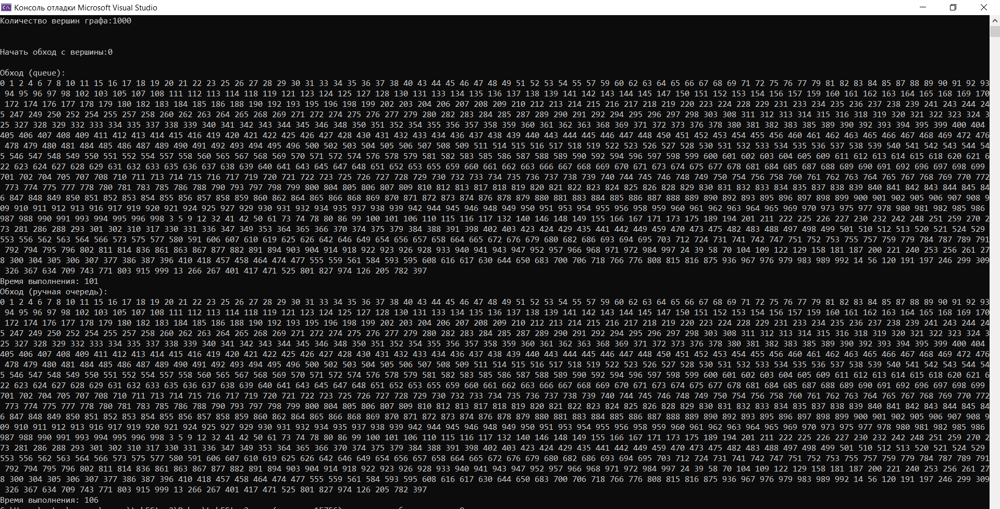 Консоль отладки Microsoft Visual Studio
Количество вершин графа:1000
Начать обход с вершины:0
Обход (queue):
0 1 2 4 6 7 8 10 11 15 16 17 18 19 20 21 22 23 25 26 27 28 29 30 31 33 34 35 36 37 38 40 43 44 45 46 47 48 49 51 52 53 54 55 57 59 60 62 63 64 65 66 67 68 69 71 72 75 76 77 79 81 82 83 84 85 87 88 89 90 91 92 93
94 95 96 97 98 102 103 105 107 108 111 112 113 114 118 119 121 123 124 125 127 128 130 131 133 134 135 136 137 138 139 141 142 143 144 145 147 150 151 152 153 154 156 157 159 160 161 162 163 164 165 168 169 170
172 174 176 177 178 179 180 182 183 184 185 186 188 190 192 193 195 196 198 199 202 203 204 206 207 208 209 210 212 213 214 215 216 217 218 219 220 223 224 228 229 231 233 234 235 236 237 238 239 241 243 244 24
5 247 249 250 252 254 255 257 258 260 262 263 264 265 268 269 271 272 274 275 276 277 279 280 282 283 284 285 287 289 290 291 292 294 295 296 297 298 303 308 311 312 313 314 315 316 318 319 320 321 322 323 324 3
25 327 328 329 332 333 334 335 337 338 339 340 341 342 343 344 345 346 348 350 351 352 354 355 356 357 358 359 360 361 362 363 368 369 371 372 373 376 378 380 381 382 383 385 389 390 392 393 394 395 399 400 404
405 406 407 408 409 411 412 413 414 415 416 419 420 421 422 425 426 427 428 430 431 432 433 434 436 437 438 439 440 443 444 445 446 447 448 450 451 452 453 454 455 456 460 461 462 463 465 466 467 468 469 472 476
478 479 480 481 484 485 486 487 489 490 491 492 493 494 495 496 500 502 503 504 505 506 507 508 509 511 514 515 516 517 518 519 522 523 526 527 528 530 531 532 533 534 535 536 537 538 539 540 541 542 543 544 54
5 546 547 548 549 550 551 552 554 557 558 560 565 567 568 569 570 571 572 574 576 578 579 581 582 583 585 586 587 588 589 590 592 594 596 597 598 599 600 601 602 603 604 605 609 611 612 613 614 615 618 620 621 6
22 623 624 627 628 629 631 632 633 635 636 637 638 639 640 641 643 645 647 648 651 652 653 655 659 660 661 662 663 666 667 668 669 670 671 673 674 675 677 678 681 684 685 687 688 689 690 691 692 696 697 698 699
701 702 704 705 707 708 710 711 713 714 715 716 717 719 720 721 722 723 725 726 727 728 729 730 732 733 734 735 736 737 738 739 740 744 745 746 748 749 750 754 756 758 760 761 762 763 764 765 767 768 769 770 772
773 774 775 777 778 780 781 783 785 786 788 790 793 797 798 799 800 804 805 806 807 809 810 812 813 817 818 819 820 821 822 823 824 825 826 828 829 830 831 832 833 834 835 837 838 839 840 841 842 843 844 845 84
6 847 848 849 850 851 852 853 854 855 856 857 858 859 860 862 864 865 866 868 869 870 871 872 873 874 876 878 879 880 881 883 884 885 886 887 888 889 890 892 893 895 896 897 898 899 900 901 902 905 906 907 908 9
09 910 911 912 913 916 917 919 920 921 924 925 927 929 930 931 932 934 935 937 938 939 942 944 945 946 948 949 950 951 953 954 955 956 958 959 960 961 962 963 964 965 969 970 973 975 977 978 980 981 982 985 986
987 988 990 991 993 994 995 996 998 3 5 9 12 32 41 42 50 61 73 74 78 80 86 99 100 101 106 110 115 116 117 132 140 146 148 149 155 166 167 171 173 175 189 194 201 211 222 225 226 227 230 232 242 248 251 259 270 2
73 281 286 288 293 301 302 310 317 330 331 336 347 349 353 364 365 366 370 374 375 379 384 388 391 398 402 403 423 424 429 435 441 442 449 459 470 473 475 482 483 488 497 498 499 501 510 512 513 520 521 524 529
553 556 562 563 564 566 573 575 577 580 591 606 607 610 619 625 626 642 646 649 654 656 657 658 664 665 672 676 679 680 682 686 693 694 695 703 712 724 731 741 742 747 751 752 753 755 757 759 779 784 787 789 791
792 794 795 796 802 811 814 836 861 863 867 877 882 891 894 903 904 914 918 922 923 926 928 933 940 941 943 947 952 957 966 968 971 972 984 997 24 39 58 70 104 109 122 129 158 181 187 200 221 240 253 256 261 27
8 300 304 305 306 307 377 386 387 396 410 418 457 458 464 474 477 555 559 561 584 593 595 608 616 617 630 644 650 683 700 706 718 766 776 808 815 816 875 936 967 976 979 983 989 992 14 56 120 191 197 246 299 309
326 367 634 709 743 771 803 915 999 13 266 267 401 417 471 525 801 827 974 126 205 782 397
Время выполнения: 101
Обход (ручная очередь):
0 1 2 4 6 7 8 10 11 15 16 17 18 19 20 21 22 23 25 26 27 28 29 30 31 33 34 35 36 37 38 40 43 44 45 46 47 48 49 51 52 53 54 55 57 59 60 62 63 64 65 66 67 68 69 71 72 75 76 77 79 81 82 83 84 85 87 88 89 90 91 92 93
94 95 96 97 98 102 103 105 107 108 111 112 113 114 118 119 121 123 124 125 127 128 130 131 133 134 135 136 137 138 139 141 142 143 144 145 147 150 151 152 153 154 156 157 159 160 161 162 163 164 165 168 169 170
172 174 176 177 178 179 180 182 183 184 185 186 188 190 192 193 195 196 198 199 202 203 204 206 207 208 209 210 212 213 214 215 216 217 218 219 220 223 224 228 229 231 233 234 235 236 237 238 239 241 243 244 24
5 247 249 250 252 254 255 257 258 260 262 263 264 265 268 269 271 272 274 275 276 277 279 280 282 283 284 285 287 289 290 291 292 294 295 296 297 298 303 308 311 312 313 314 315 316 318 319 320 321 322 323 324 3
25 327 328 329 332 333 334 335 337 338 339 340 341 342 343 344 345 346 348 350 351 352 354 355 356 357 358 359 360 361 362 363 368 369 371 372 373 376 378 380 381 382 383 385 389 390 392 393 394 395 399 400 404
405 406 407 408 409 411 412 413 414 415 416 419 420 421 422 425 426 427 428 430 431 432 433 434 436 437 438 439 440 443 444 445 446 447 448 450 451 452 453 454 455 456 460 461 462 463 465 466 467 468 469 472 476
478 479 480 481 484 485 486 487 489 490 491 492 493 494 495 496 500 502 503 504 505 506 507 508 509 511 514 515 516 517 518 519 522 523 526 527 528 530 531 532 533 534 535 536 537 538 539 540 541 542 543 544 54
5 546 547 548 549 550 551 552 554 557 558 560 565 567 568 569 570 571 572 574 576 578 579 581 582 583 585 586 587 588 589 590 592 594 596 597 598 599 600 601 602 603 604 605 609 611 612 613 614 615 618 620 621 6
22 623 624 627 628 629 631 632 633 635 636 637 638 639 640 641 643 645 647 648 651 652 653 655 659 660 661 662 663 666 667 668 669 670 671 673 674 675 677 678 681 684 685 687 688 689 690 691 692 696 697 698 699
701 702 704 705 707 708 710 711 713 714 715 716 717 719 720 721 722 723 725 726 727 728 729 730 732 733 734 735 736 737 738 739 740 744 745 746 748 749 750 754 756 758 760 761 762 763 764 765 767 768 769 770 772
773 774 775 777 778 780 781 783 785 786 788 790 793 797 798 799 800 804 805 806 807 809 810 812 813 817 818 819 820 821 822 823 824 825 826 828 829 830 831 832 833 834 835 837 838 839 840 841 842 843 844 845 84
6 847 848 849 850 851 852 853 854 855 856 857 858 859 860 862 864 865 866 868 869 870 871 872 873 874 876 878 879 880 881 883 884 885 886 887 888 889 890 892 893 895 896 897 898 899 900 901 902 905 906 907 908 9
09 910 911 912 913 916 917 919 920 921 924 925 927 929 930 931 932 934 935 937 938 939 942 944 945 946 948 949 950 951 953 954 955 956 958 959 960 961 962 963 964 965 969 970 973 975 977 978 980 981 982 985 986
987 988 990 991 993 994 995 996 998 3 5 9 12 32 41 42 50 61 73 74 78 80 86 99 100 101 106 110 115 116 117 132 140 146 148 149 155 166 167 171 173 175 189 194 201 211 222 225 226 227 230 232 242 248 251 259 270 2
73 281 286 288 293 301 302 310 317 330 331 336 347 349 353 364 365 366 370 374 375 379 384 388 391 398 402 403 423 424 429 435 441 442 449 459 470 473 475 482 483 488 497 498 499 501 510 512 513 520 521 524 529
553 556 562 563 564 566 573 575 577 580 591 606 607 610 619 625 626 642 646 649 654 656 657 658 664 665 672 676 679 680 682 686 693 694 695 703 712 724 731 741 742 747 751 752 753 755 757 759 779 784 787 789 791
792 794 795 796 802 811 814 836 861 863 867 877 882 891 894 903 904 914 918 922 923 926 928 933 940 941 943 947 952 957 966 968 971 972 984 997 24 39 58 70 104 109 122 129 158 181 187 200 221 240 253 256 261 27
8 300 304 305 306 307 377 386 387 396 410 418 457 458 464 474 477 555 559 561 584 593 595 608 616 617 630 644 650 683 700 706 718 766 776 808 815 816 875 936 967 976 979 983 989 992 14 56 120 191 197 246 299 309
326 367 634 709 743 771 803 915 999 13 266 267 401 417 471 525 801 827 974 126 205 782 397
Время выполнения: 106